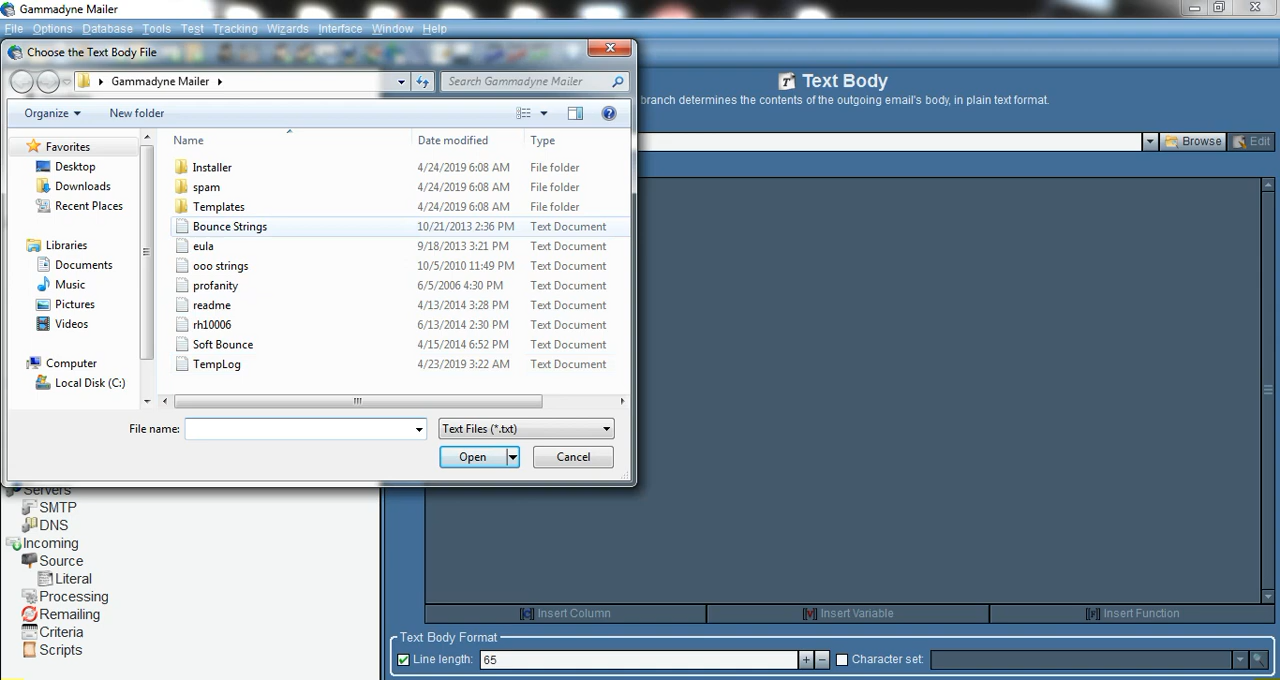 Gammadyne Mailer
File Options Database Tools Test Tracking Wizards Interface Window Help
Choose the Text Body File
Gammadyne Mailer
Search Gammadyne Mailer
Text Body
branch determines the contents of the outgoing email's body, in plain text format.
Organize New folder
Browse Edit
Name Date modified Type
Favorites
Desktop
Downloads
Recent Places
Libraries
Documents
Music
Pictures
Videos
Computer
Local Disk (C:)
Installer 4/24/2019 6:08 AM File folder
spam 4/24/2019 6:08 AM File folder
Templates 4/24/2019 6:08 AM File folder
Bounce Strings 10/21/2013 2:36 PM Text Document
eula 9/18/2013 3:21 PM Text Document
ooo strings 10/5/2010 11:49 PM Text Document
profanity 6/5/2006 4:30 PM Text Document
readme 4/13/2014 3:28 PM Text Document
rh10006 6/13/2014 2:30 PM Text Document
Soft Bounce 4/15/2014 6:52 PM Text Document
TempLog 4/23/2019 3:22 AM Text Document
File name: Text Files (*.txt)
Open Cancel
Servers
SMTP
DNS
Incoming
Source
Literal
Processing
Remailing
Criteria
Scripts
Insert Column Insert Variable Insert Function
Text Body Format
Line length: 65 Character set: